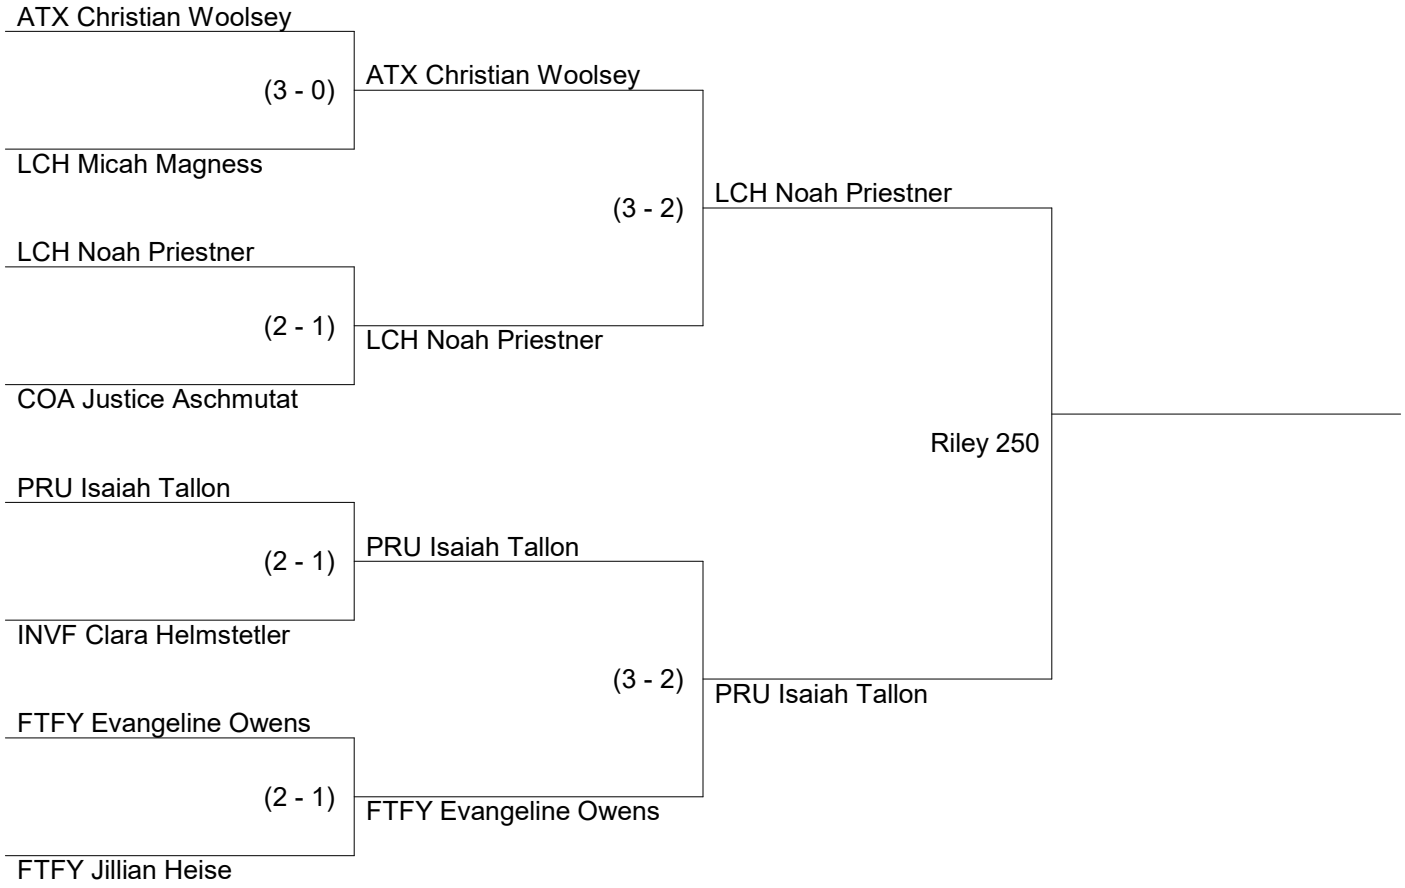 ATX Christian Woolsey
(3 - 0)
LCH Micah Magness
LCH Noah Priestner
(2 - 1)
COA Justice Aschmutat
PRU Isaiah Tallon
(2 - 1)
INVF Clara Helmstetler
FTFY Evangeline Owens
(2 - 1)
FTFY Jillian Heise
ATX Christian Woolsey
(3 - 2)
LCH Noah Priestner
PRU Isaiah Tallon
(3 - 2)
FTFY Evangeline Owens
LCH Noah Priestner
Riley 250
PRU Isaiah Tallon